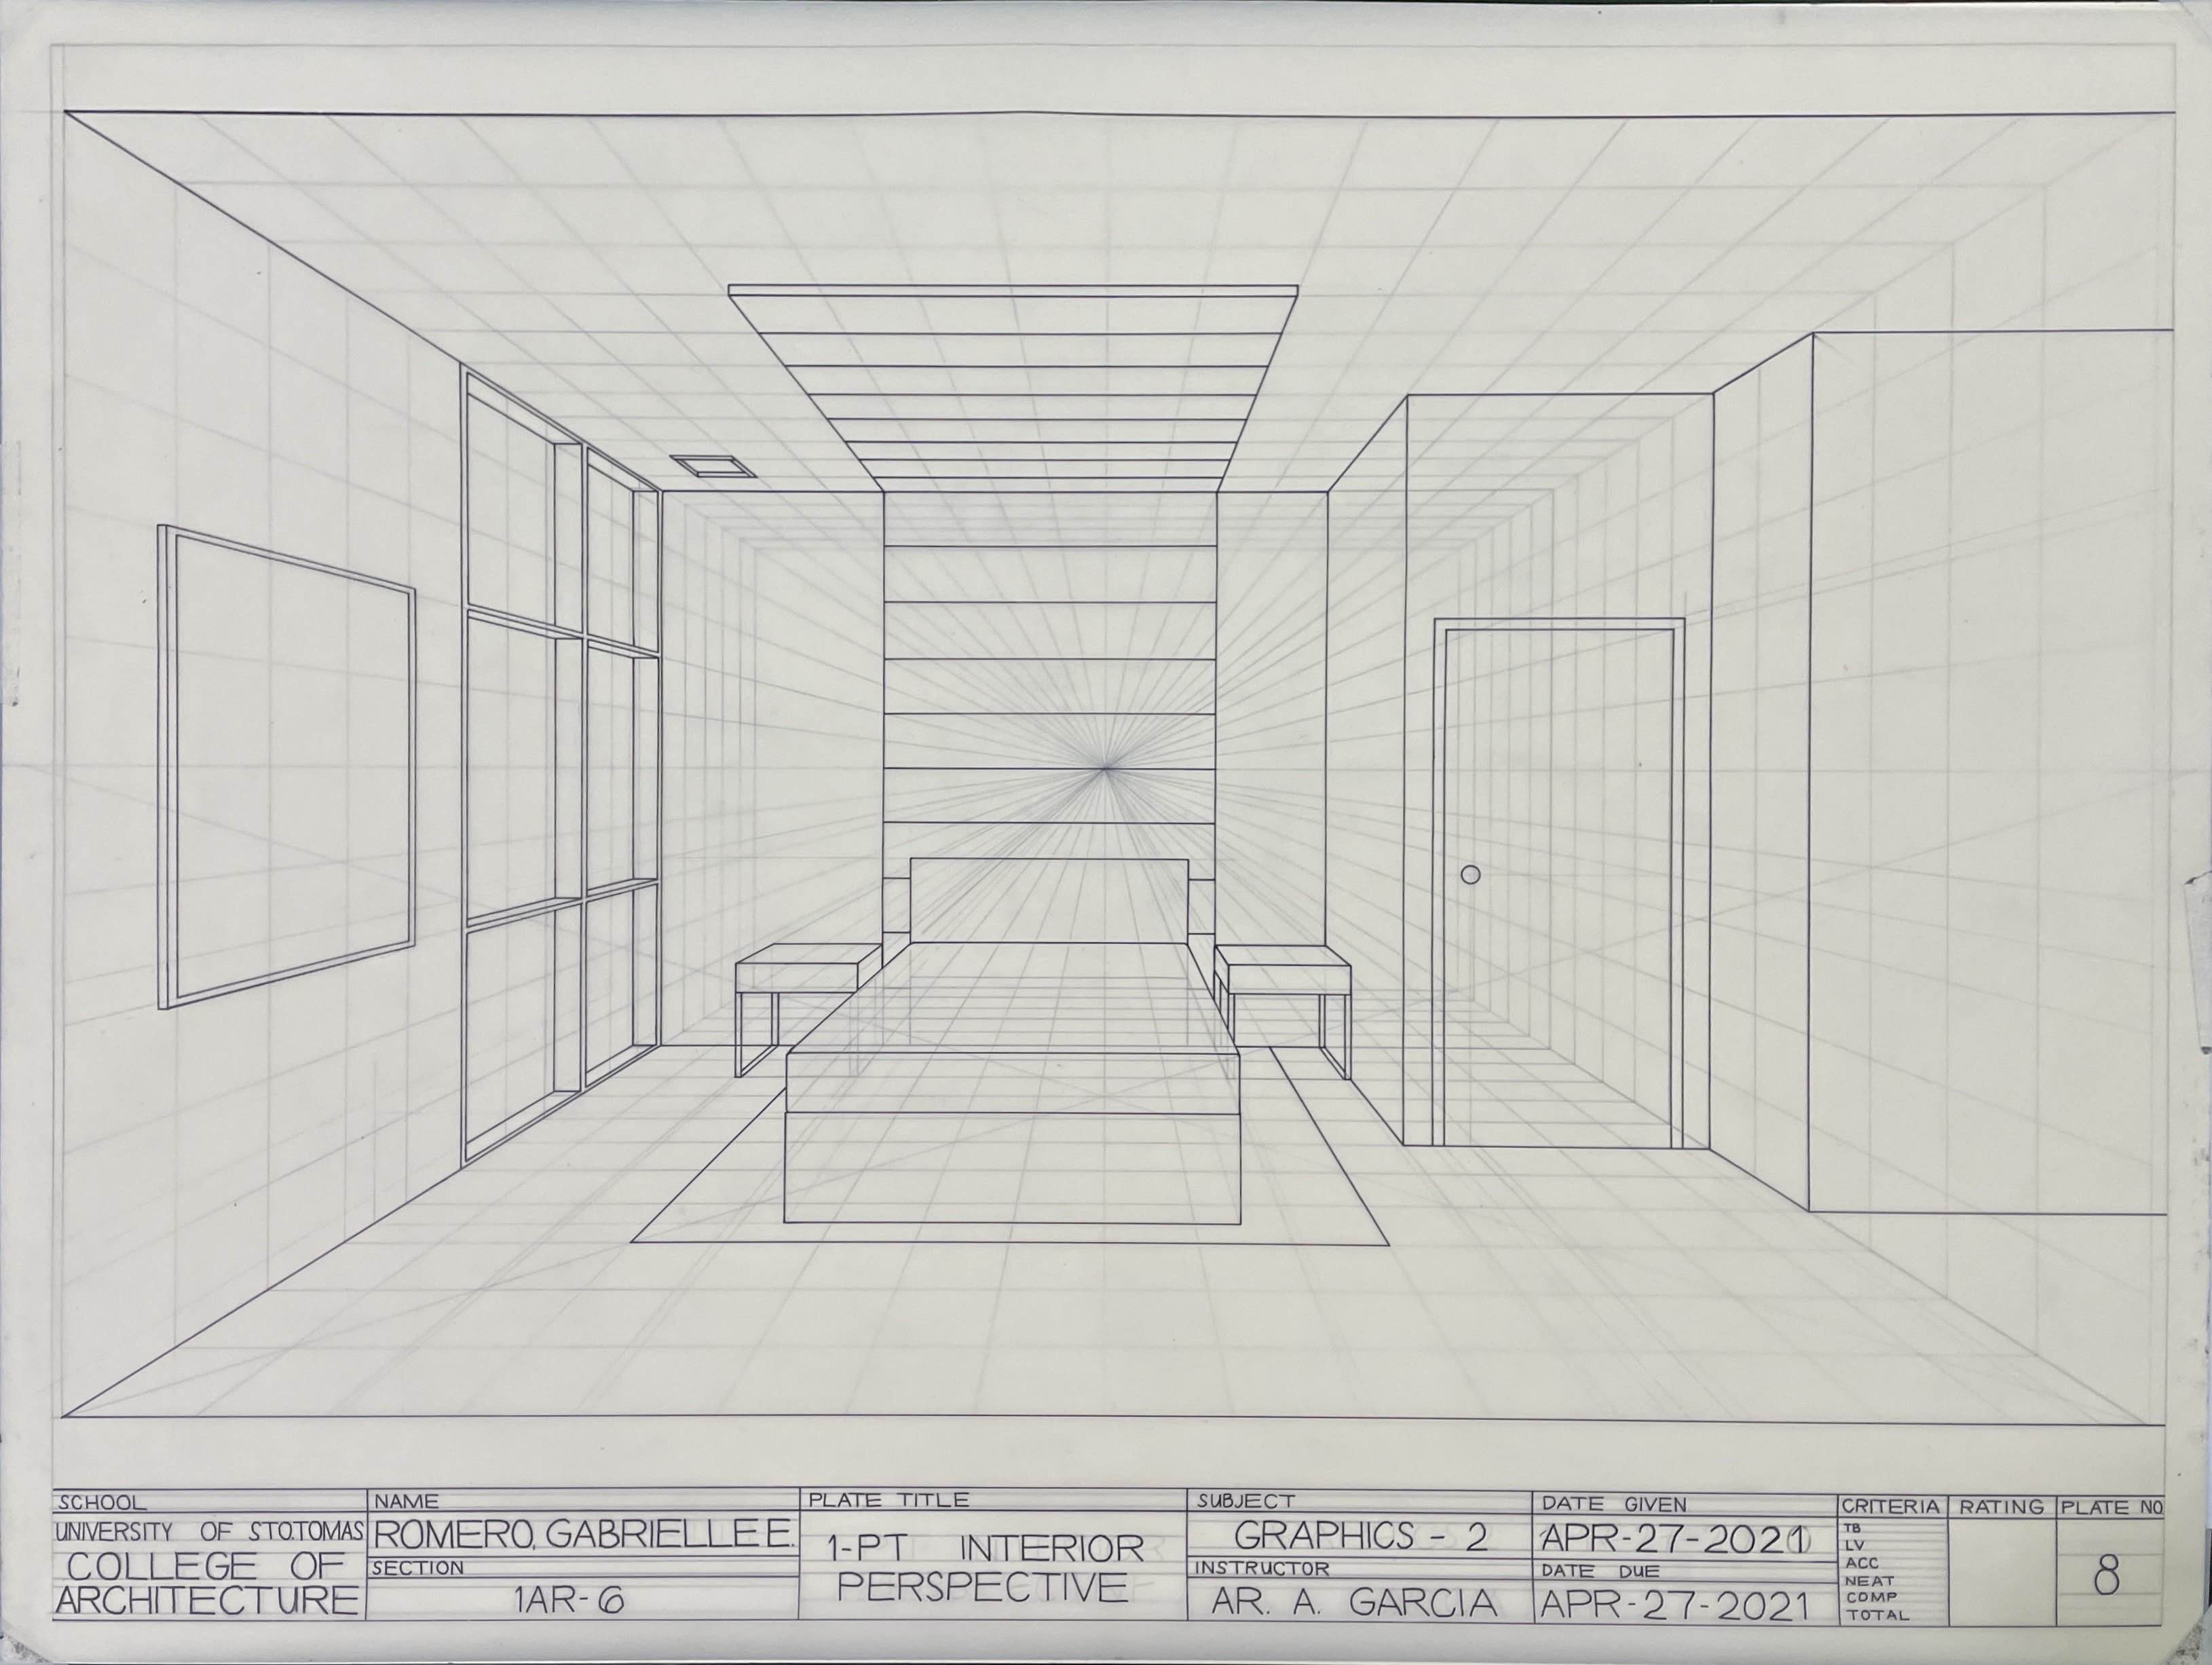 SCHOOL
UNIVERSITY OF STO.TOMAS
COLLEGE OF
ARCHITECTURE
NAME
ROMERO, GABRIELLE E.
SECTION
1AR-6
PLATE TITLE
1-PT INTERIOR
PERSPECTIVE
SUBJECT
GRAPHICS - 2
INSTRUCTOR
AR. A. GARCIA
DATE GIVEN
APR-27-2021
DATE DUE
APR-27-2021
CRITERIA
TB
LV
ACC
NEAT
COMP
TOTAL
RATING
PLATE NO
8